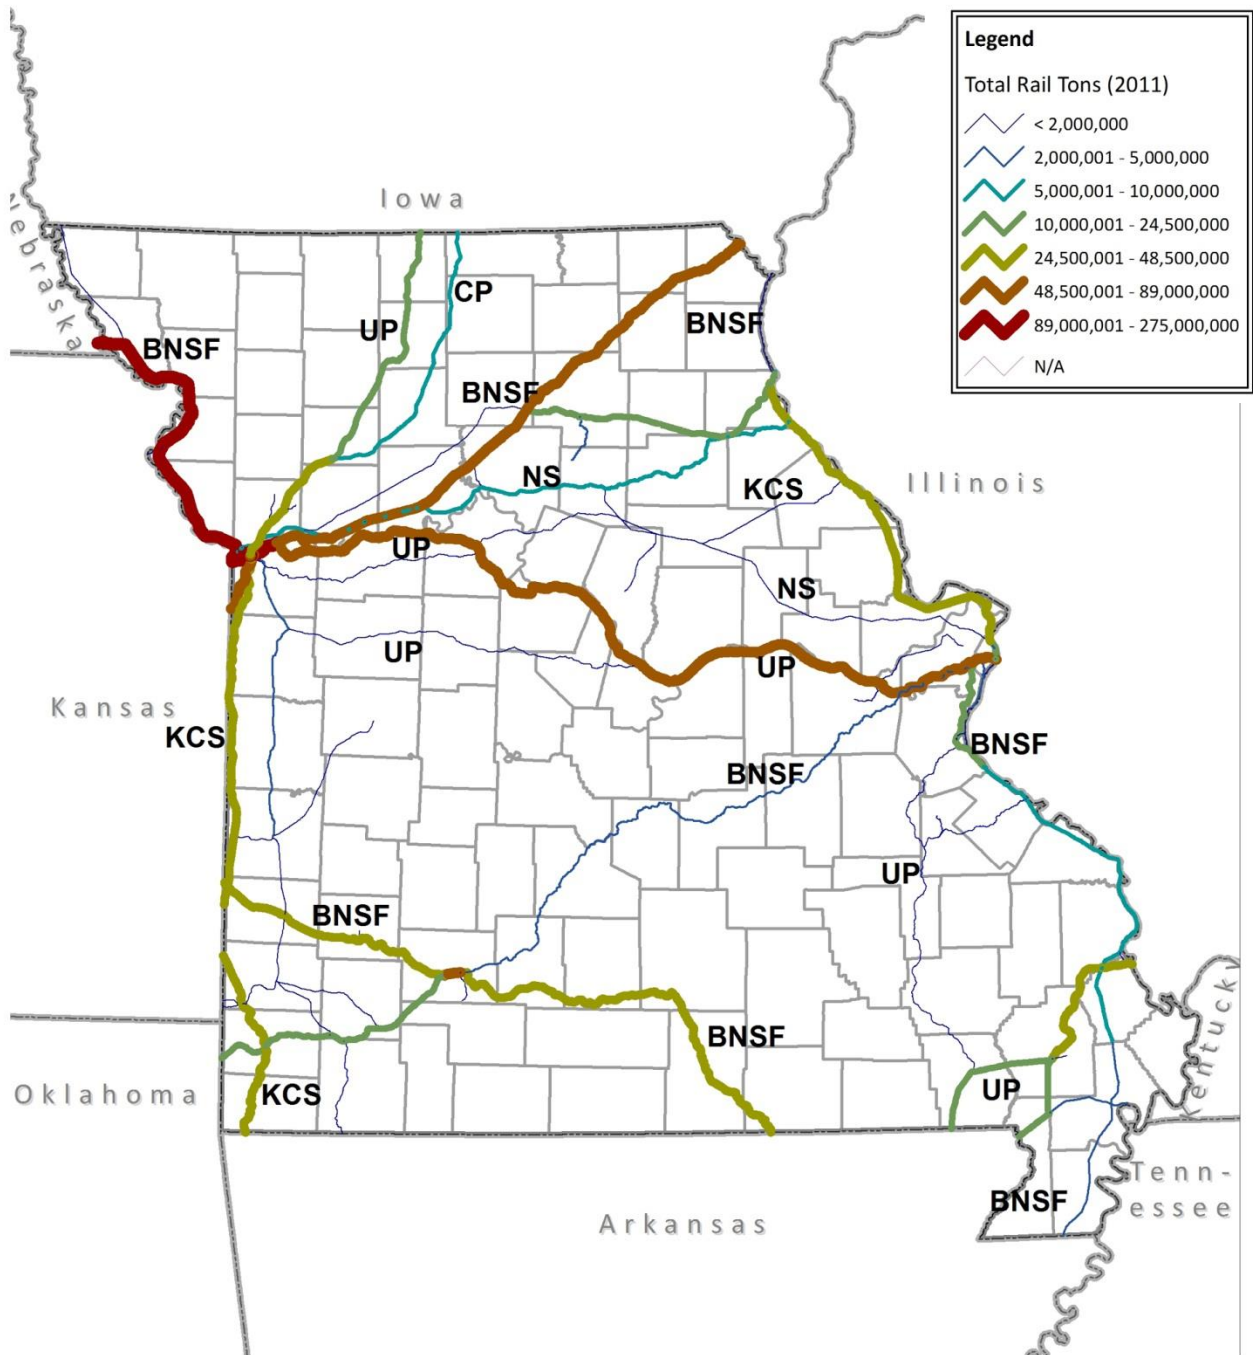 Legend
Total Rail Tons (2011)
< 2,000,000
2,000,001 - 5,000,000
5,000,001 - 10,000,000
10,000,001 - 24,500,000
24,500,001 - 48,500,000
48,500,001 - 89,000,000
89,000,001 - 275,000,000
N/A
Iowa
Nebraska
CP
UP
BNSF
BNSF
BNSF
NS
KCS
Illinois
UP
NS
UP
UP
Kansas
KCS
BNSF
BNSF
UP
BNSF
BNSF
Kentucky
Oklahoma
KCS
UP
Tenn-
essee
BNSF
Arkansas